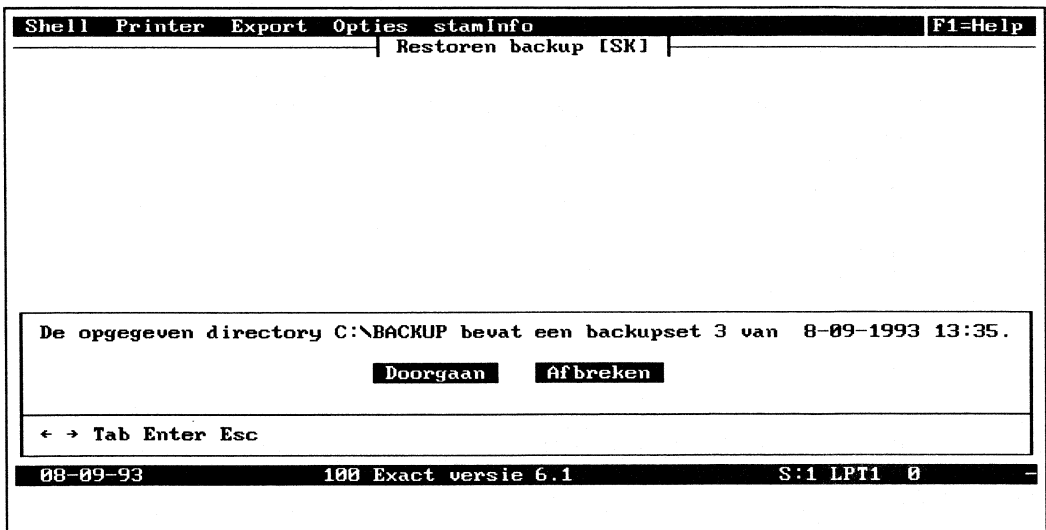 Shell Printer Export Opties stamInfo F1=Help
Restoren backup [SK]
De opgegeven directory C:\BACKUP bevat een backupset 3 van 8-09-1993 13:35.
Doorgaan Afbreken
← → Tab Enter Esc
08-09-93 100 Exact versie 6.1 S:1 LPT1 0 -